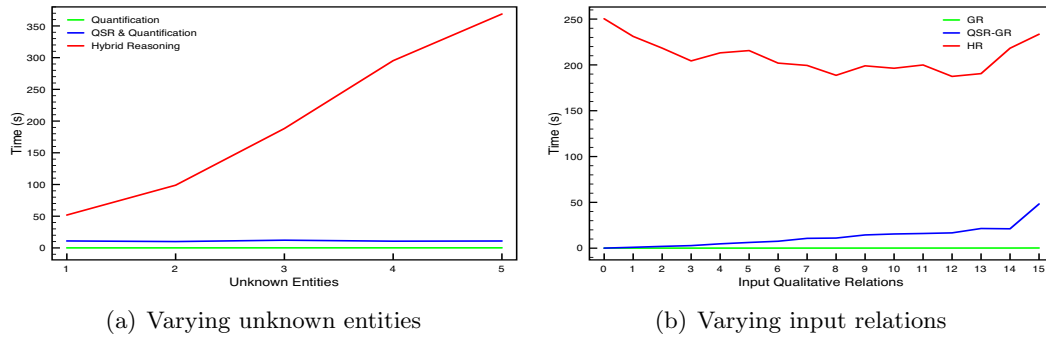 Quantification
QSR & Quantification
Hybrid Reasoning
350
300
250
200
150
100
50
0
Time (s)
1 2 3 4 5
Unknown Entities
(a) Varying unknown entities
GR
QSR-GR
HR
250
200
150
100
50
0
Time (s)
0 1 2 3 4 5 6 7 8 9 10 11 12 13 14 15
Input Qualitative Relations
(b) Varying input relations